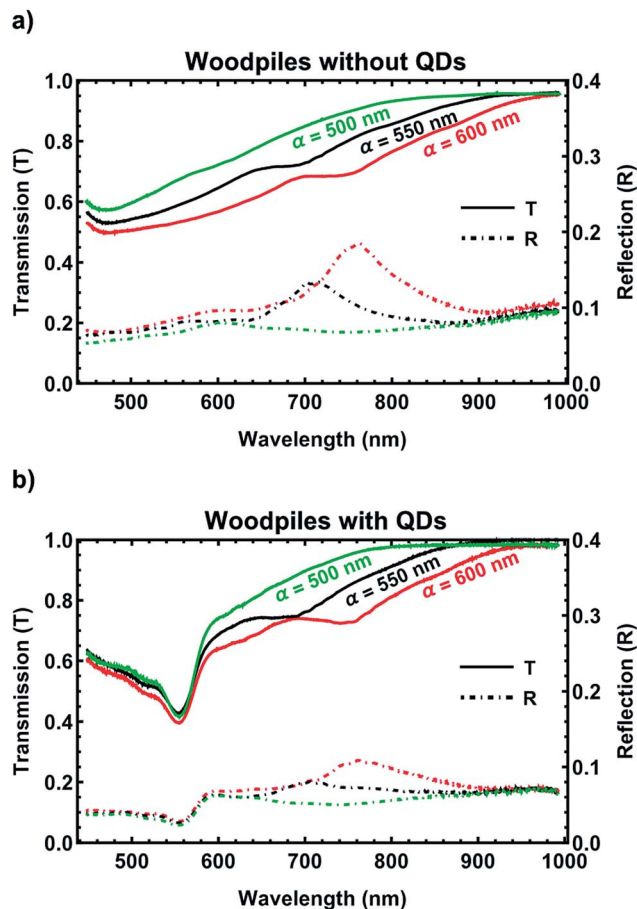 a)
Woodpiles without QDs
1.0 0.4
0.8 0.3
0.6
0.4 0.2
0.2 0.1
0.0 0.0
Transmission (T)
Reflection (R)
α = 500 nm
α = 550 nm
α = 600 nm
T
R
500 600 700 800 900 1000
Wavelength (nm)
b)
Woodpiles with QDs
1.0 0.4
0.8 0.3
0.6
0.4 0.2
0.2 0.1
0.0 0.0
Transmission (T)
Reflection (R)
α = 500 nm
α = 550 nm
α = 600 nm
T
R
500 600 700 800 900 1000
Wavelength (nm)